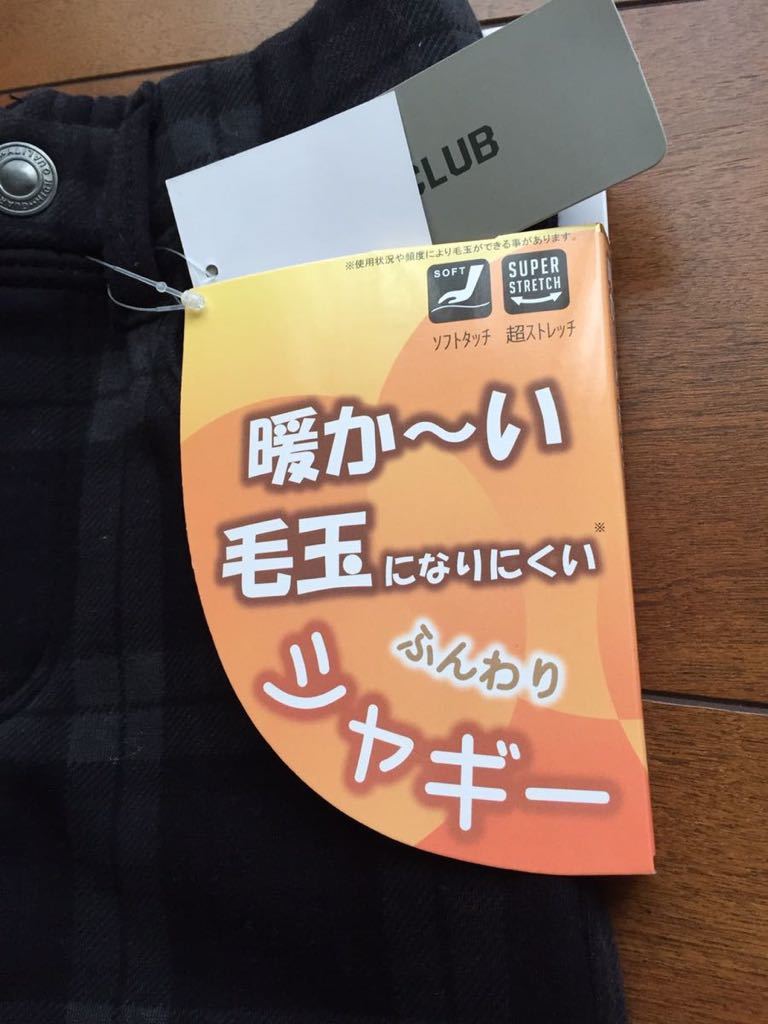 CLUB
※使用状況や頻度により毛玉ができる事があります。
SOFT
SUPER
STRETCH
ソフトタッチ 超ストレッチ
暖か〜い
毛玉になりにくい※
ふんわり
シャギー
QUALITY